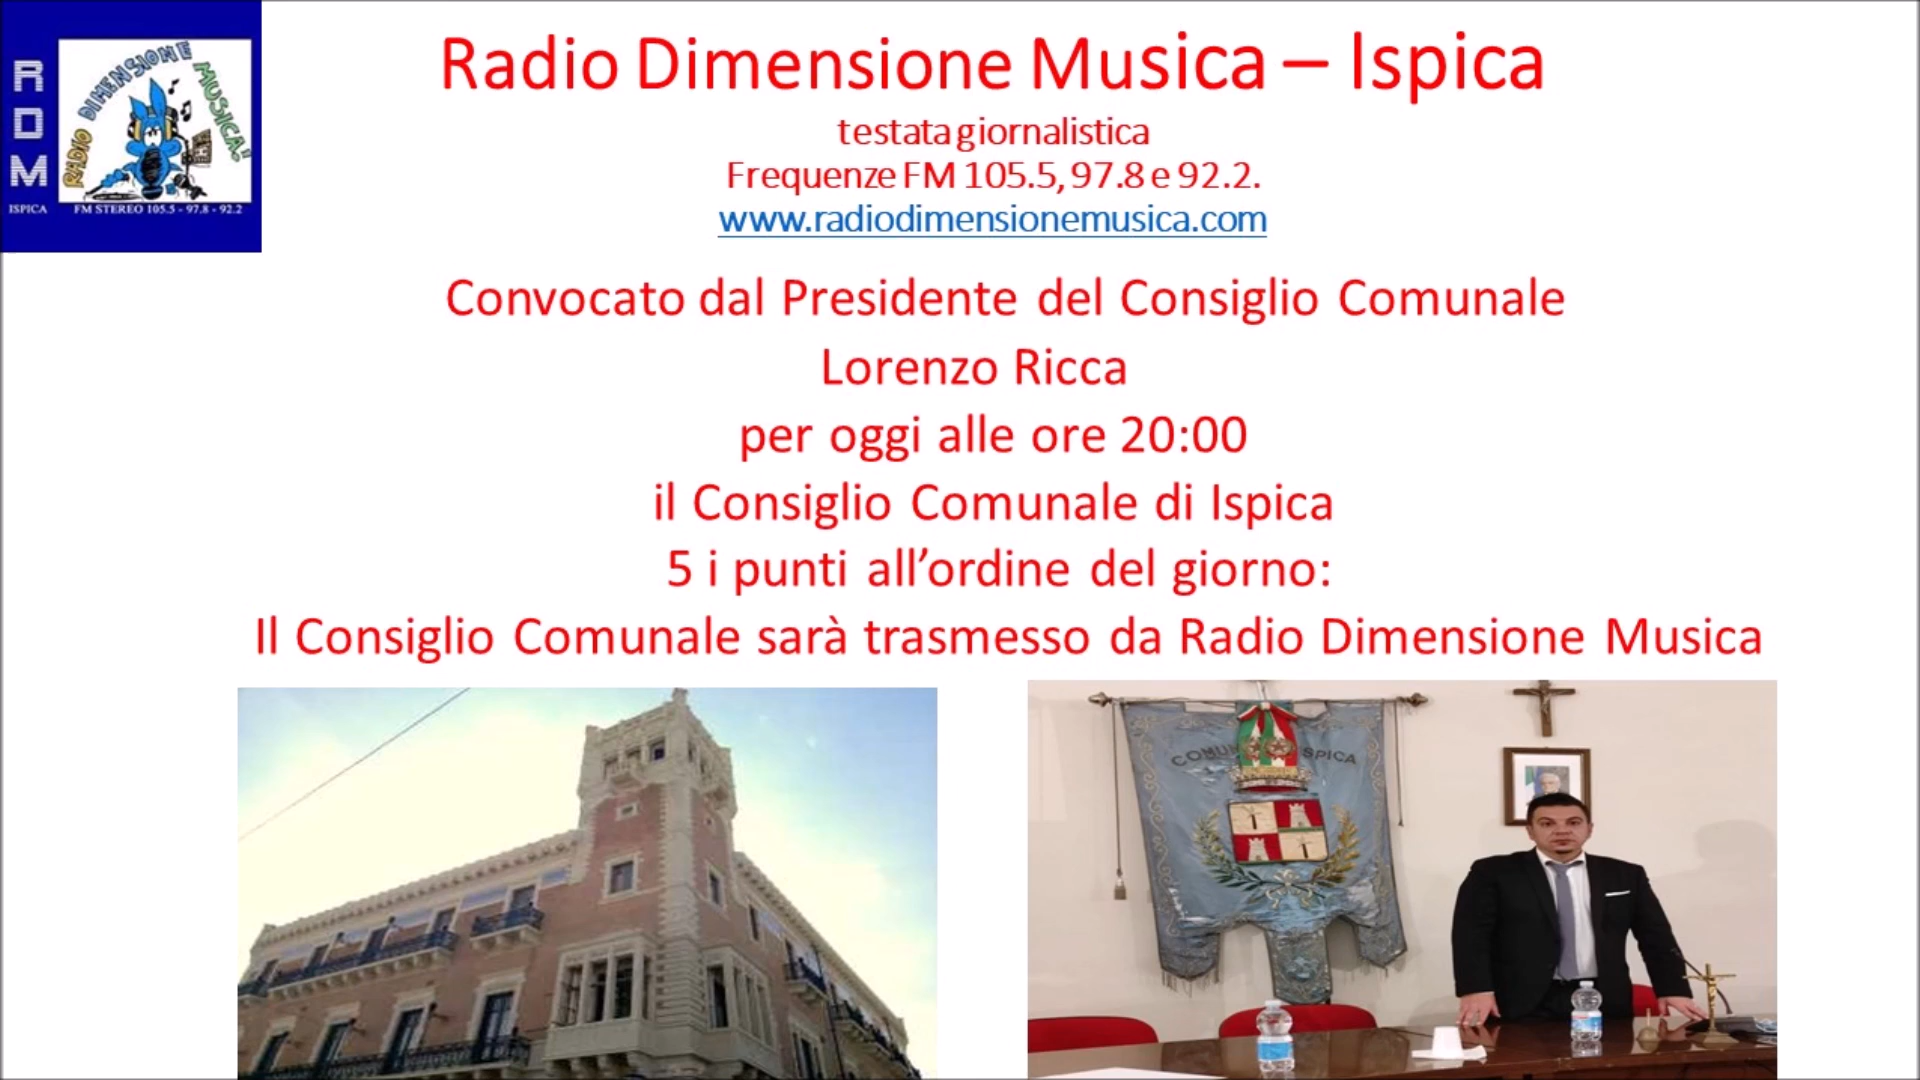 RDM
ISPICA
RADIO DIMENSIONE MUSICA!
FM STEREO 105.5 - 97.8 - 92.2
Radio Dimensione Musica – Ispica
testata giornalistica
Frequenze FM 105.5, 97.8 e 92.2.
www.radiodimensionemusica.com
Convocato dal Presidente del Consiglio Comunale
Lorenzo Ricca
per oggi alle ore 20:00
il Consiglio Comunale di Ispica
5 i punti all’ordine del giorno:
Il Consiglio Comunale sarà trasmesso da Radio Dimensione Musica
COMUN SPICA